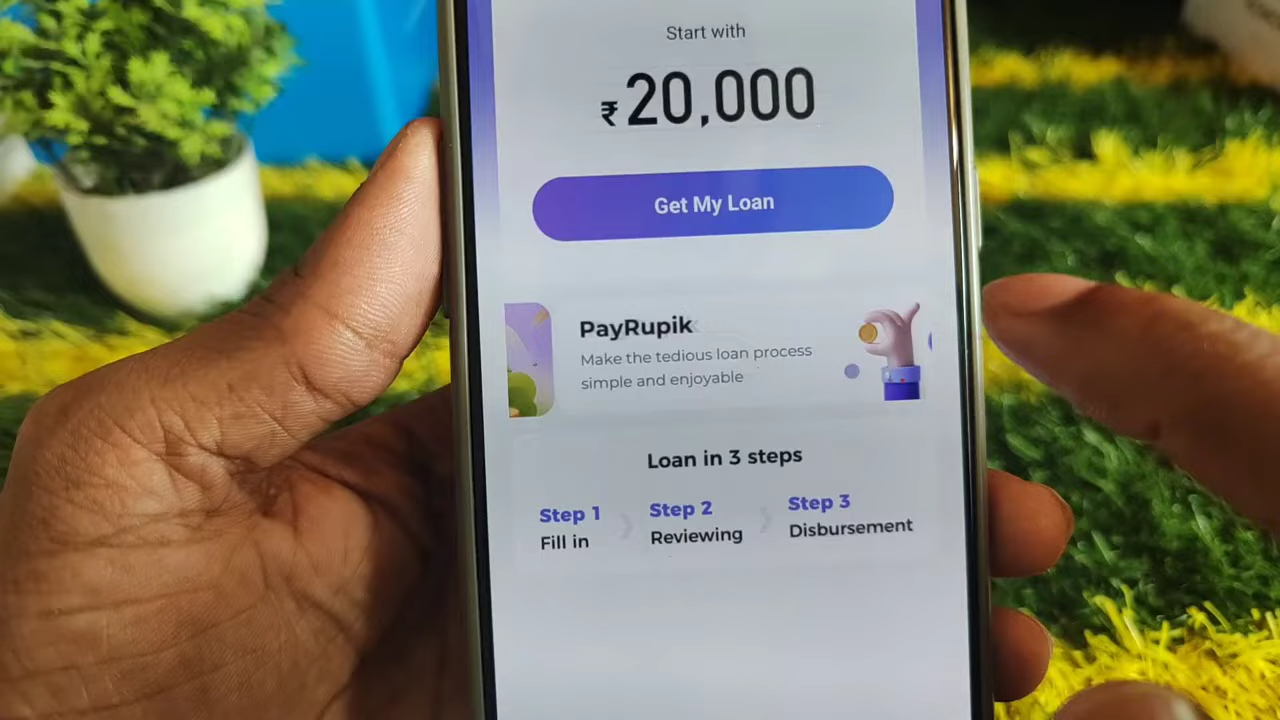 Start with
₹20,000
Get My Loan
PayRupik
Make the tedious loan process
simple and enjoyable
Loan in 3 steps
Step 1
Fill in
Step 2
Reviewing
Step 3
Disbursement